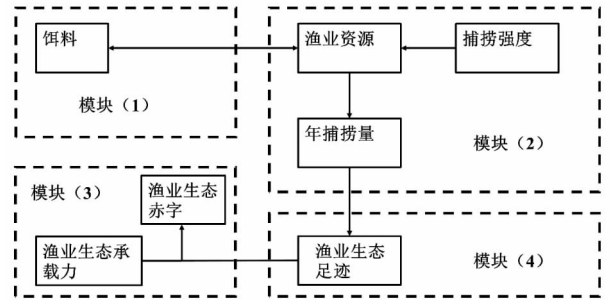 饵料
渔业资源
捕捞强度
模块（1）
年捕捞量
模块（2）
模块（3）
渔业生态
赤字
渔业生态承
载力
渔业生态
足迹
模块（4）